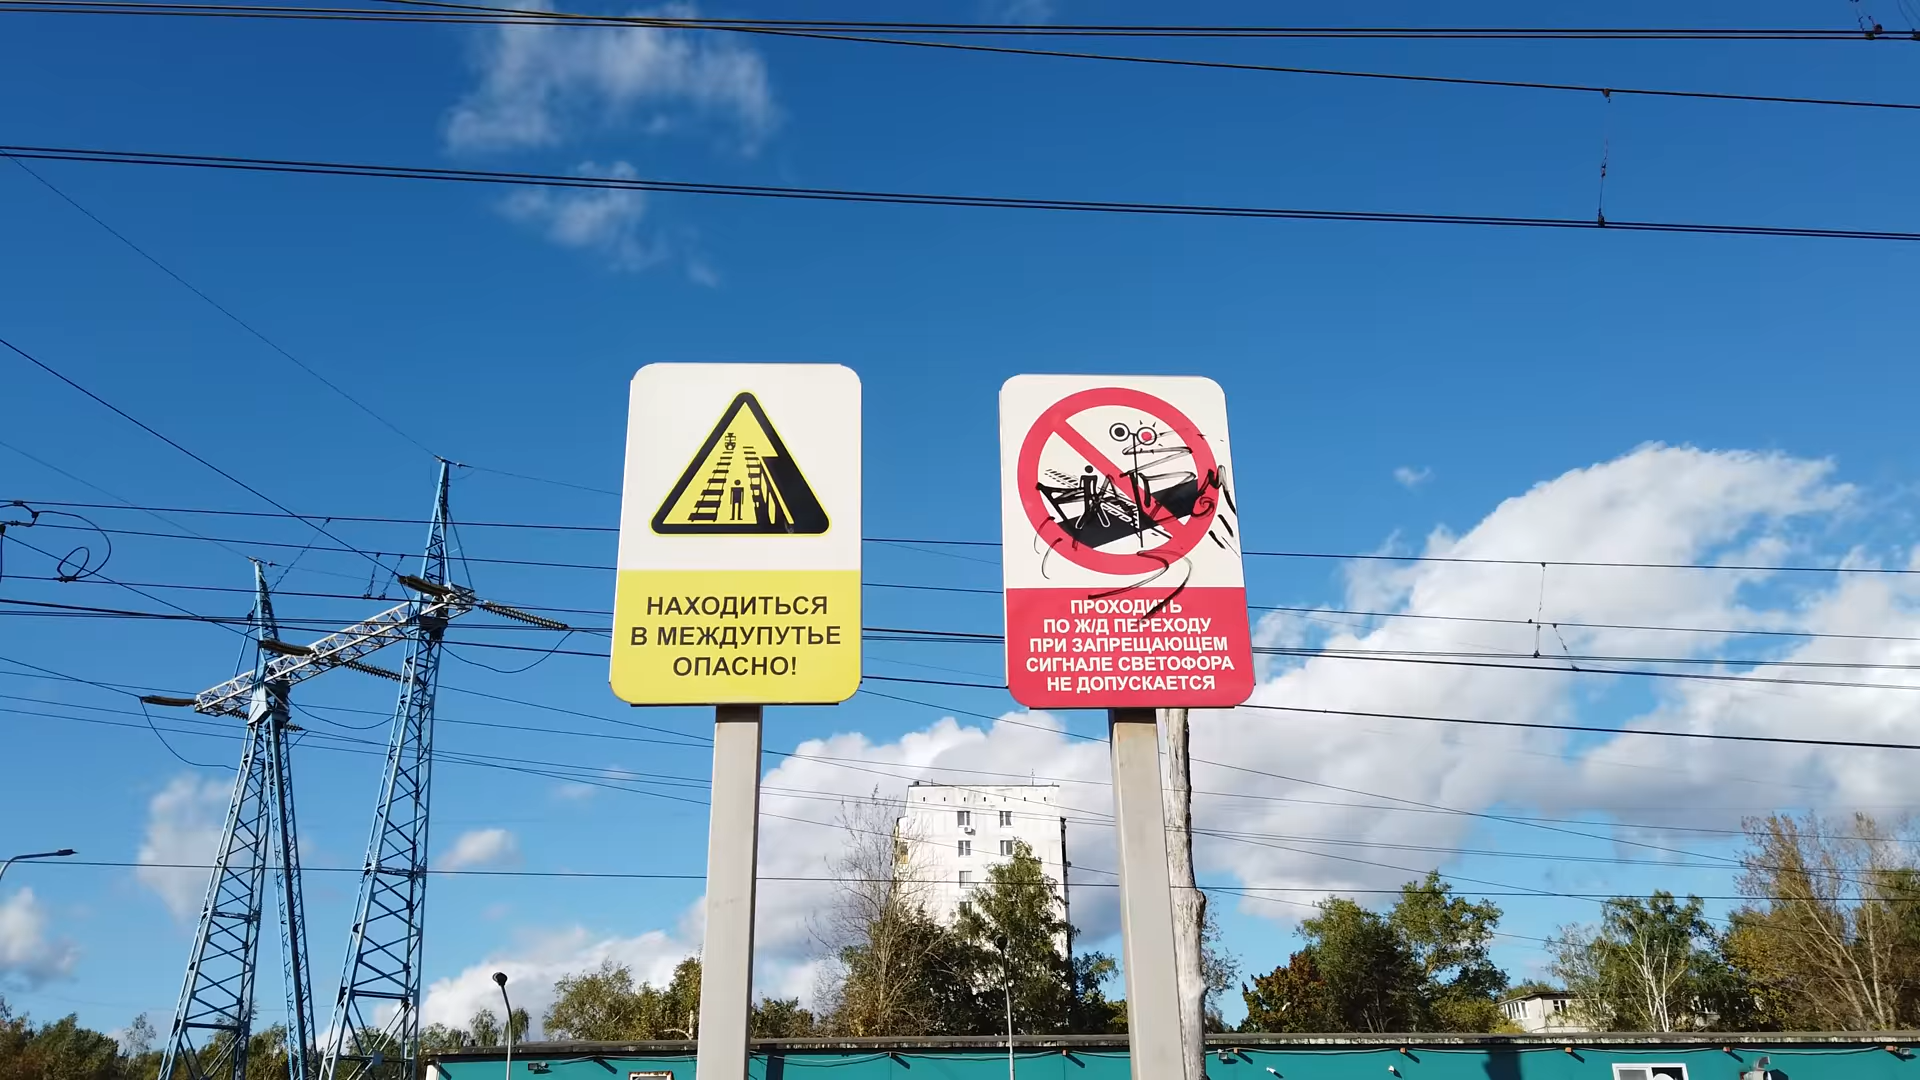 НАХОДИТЬСЯ
В МЕЖДУПУТЬЕ
ОПАСНО!
ПРОХОДИТЬ
ПО Ж/Д ПЕРЕХОДУ
ПРИ ЗАПРЕЩАЮЩЕМ
СИГНАЛЕ СВЕТОФОРА
НЕ ДОПУСКАЕТСЯ